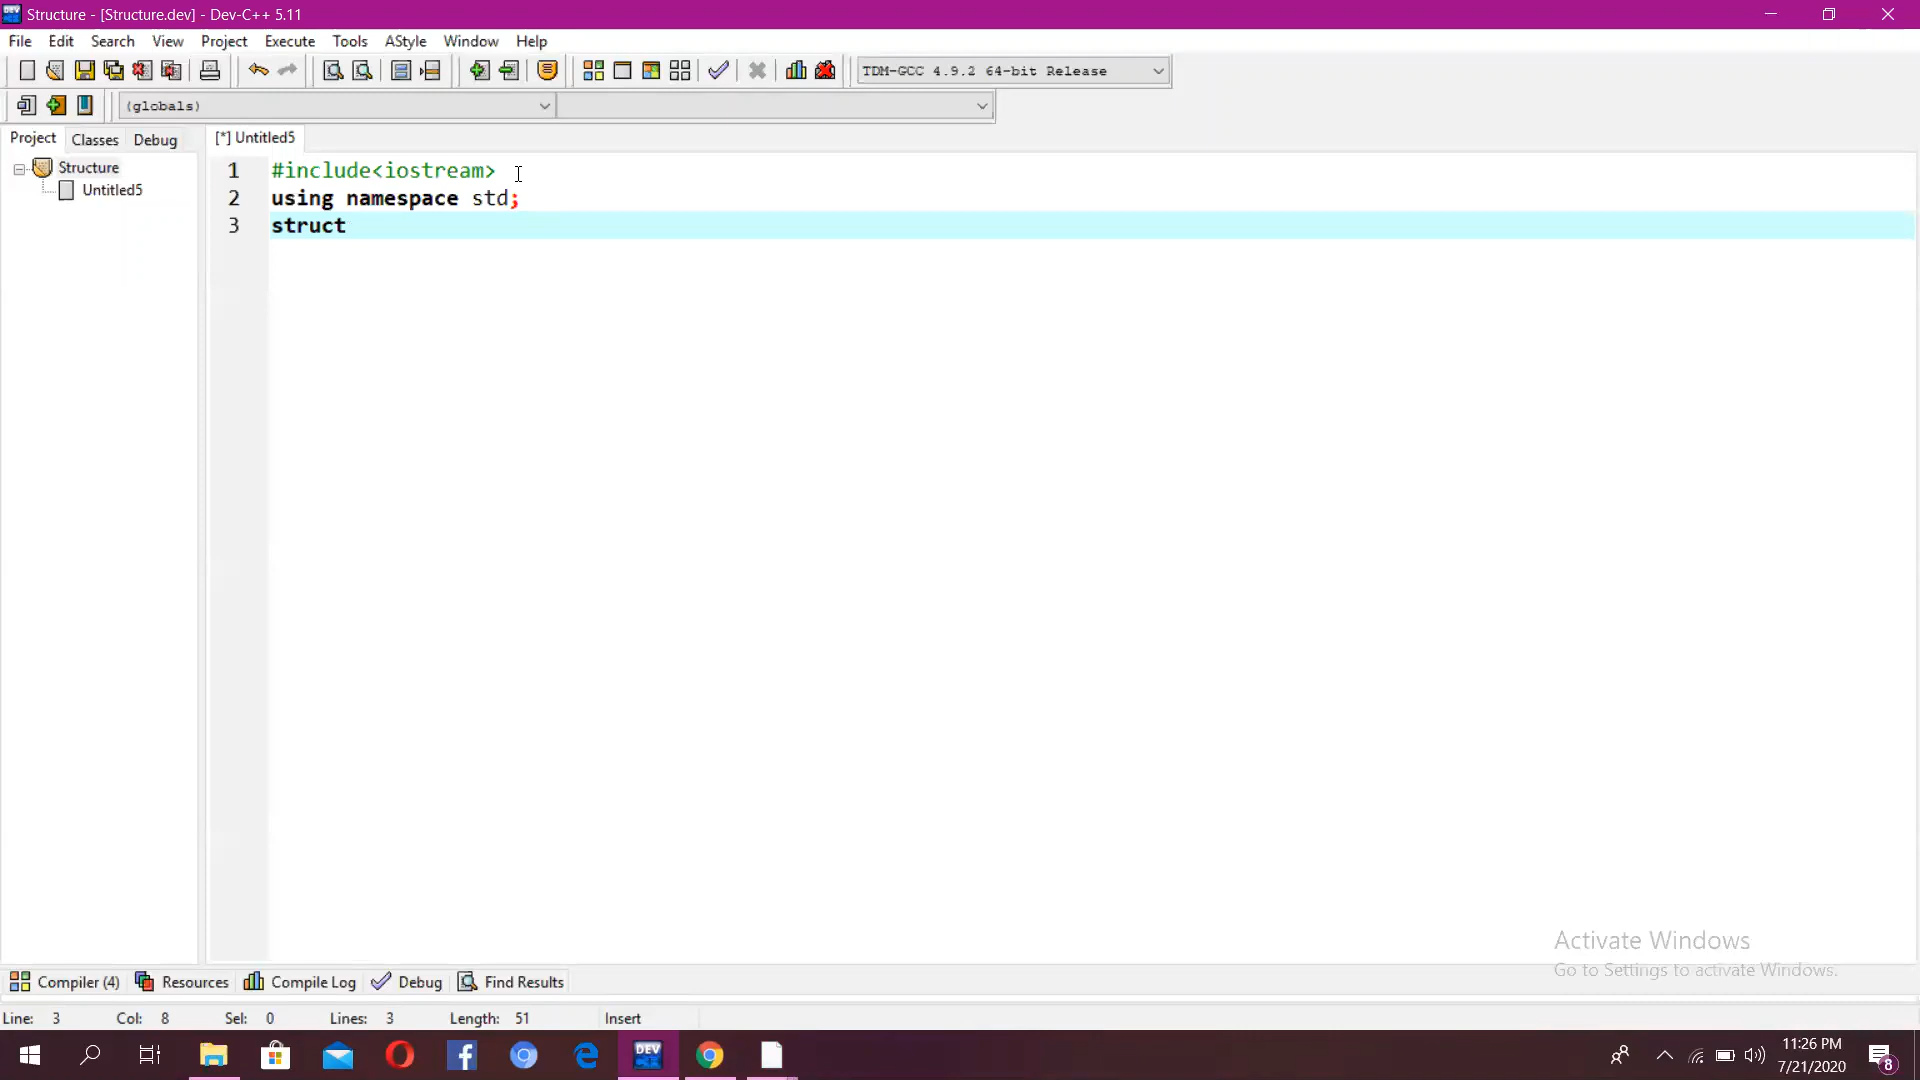 Structure - [Structure.dev] - Dev-C++ 5.11
File Edit Search View Project Execute Tools AStyle Window Help
TDM-GCC 4.9.2 64-bit Release
(globals)
Project Classes Debug [*] Untitled5
Structure
Untitled5
1 #include<iostream>
2 using namespace std;
3 struct
Activate Windows
Go to Settings to activate Windows.
Compiler (4) Resources Compile Log Debug Find Results
Line: 3 Col: 8 Sel: 0 Lines: 3 Length: 51 Insert
DEV
11:26 PM
7/21/2020
8